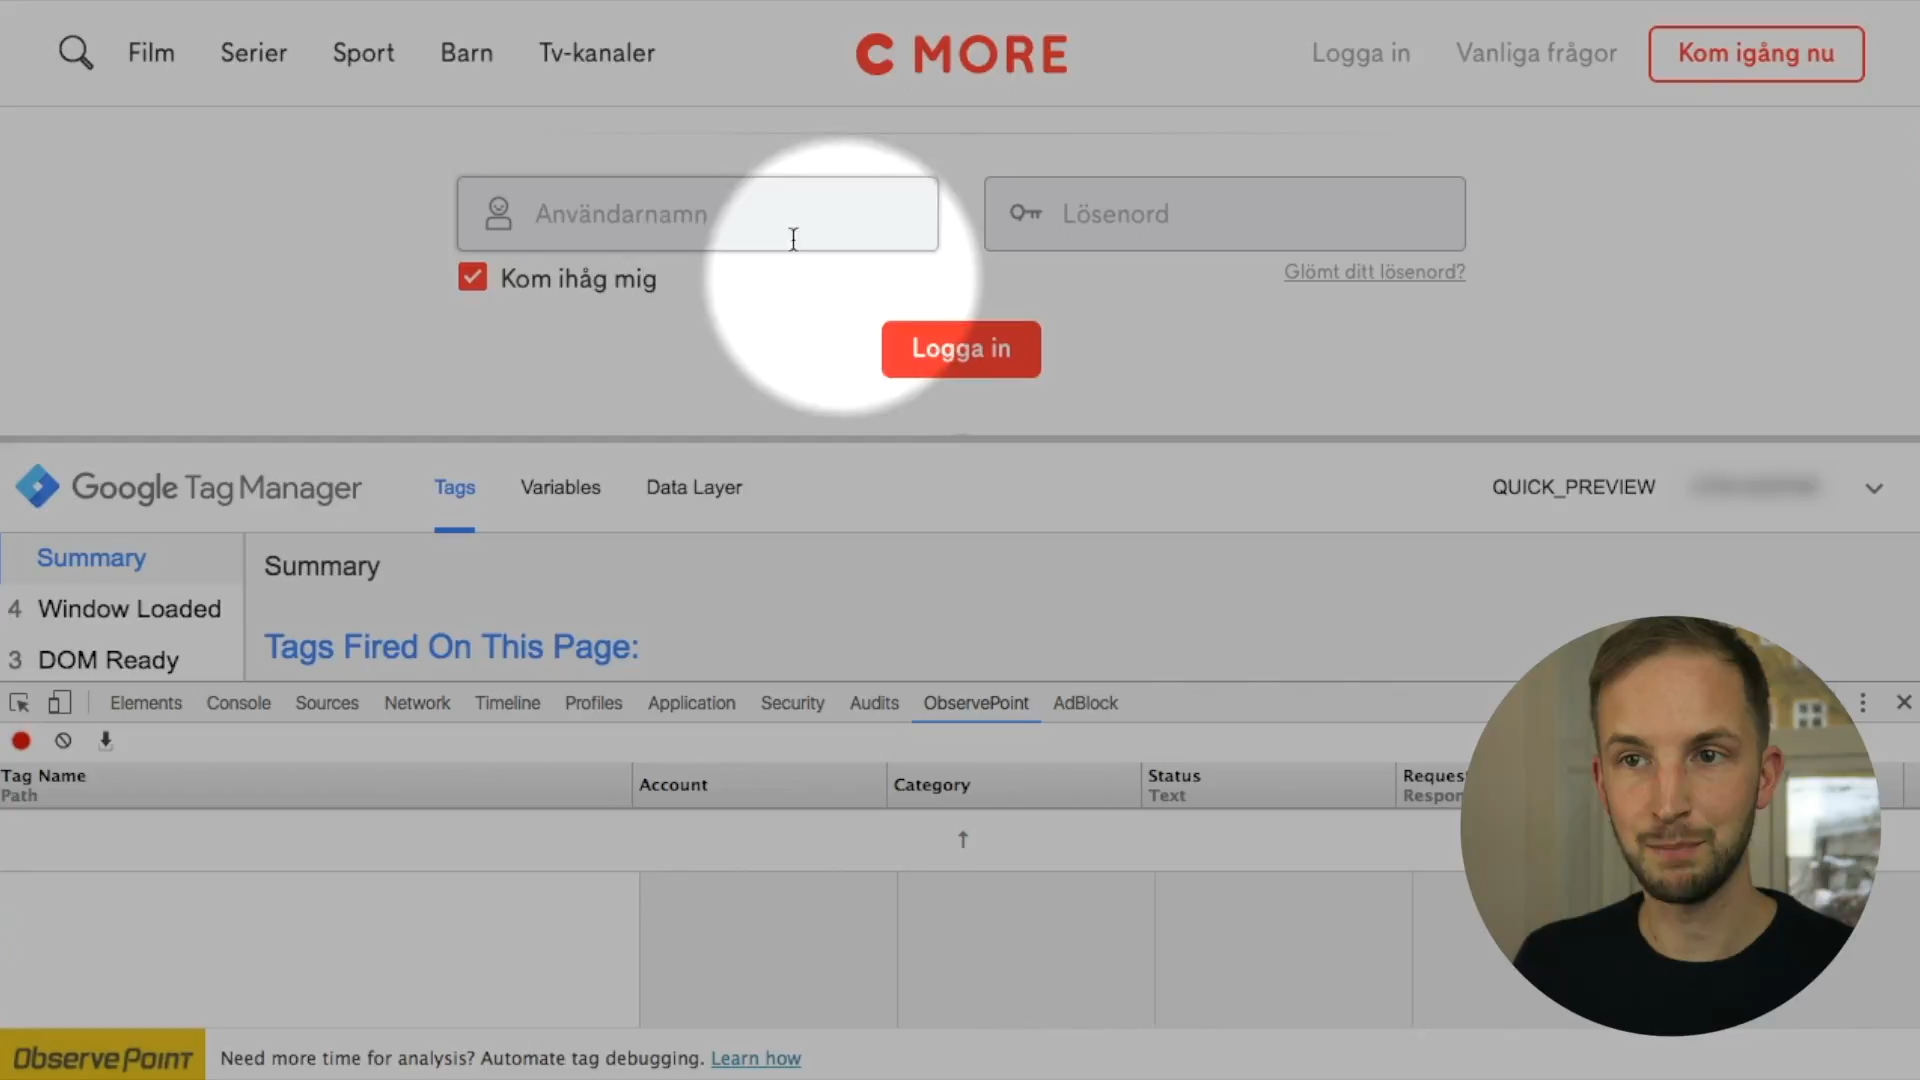 Film Serier Sport Barn Tv-kanaler C MORE Logga in Vanliga frågor Kom igång nu
Användarnamn Lösenord
Kom ihåg mig Glömt ditt lösenord?
Logga in
Google Tag Manager Tags Variables Data Layer QUICK_PREVIEW
Summary
4 Window Loaded
3 DOM Ready
Summary
Tags Fired On This Page:
Elements Console Sources Network Timeline Profiles Application Security Audits ObservePoint AdBlock
Tag Name
Path
Account
Category
Status
Text
ObservePoint Need more time for analysis? Automate tag debugging. Learn how